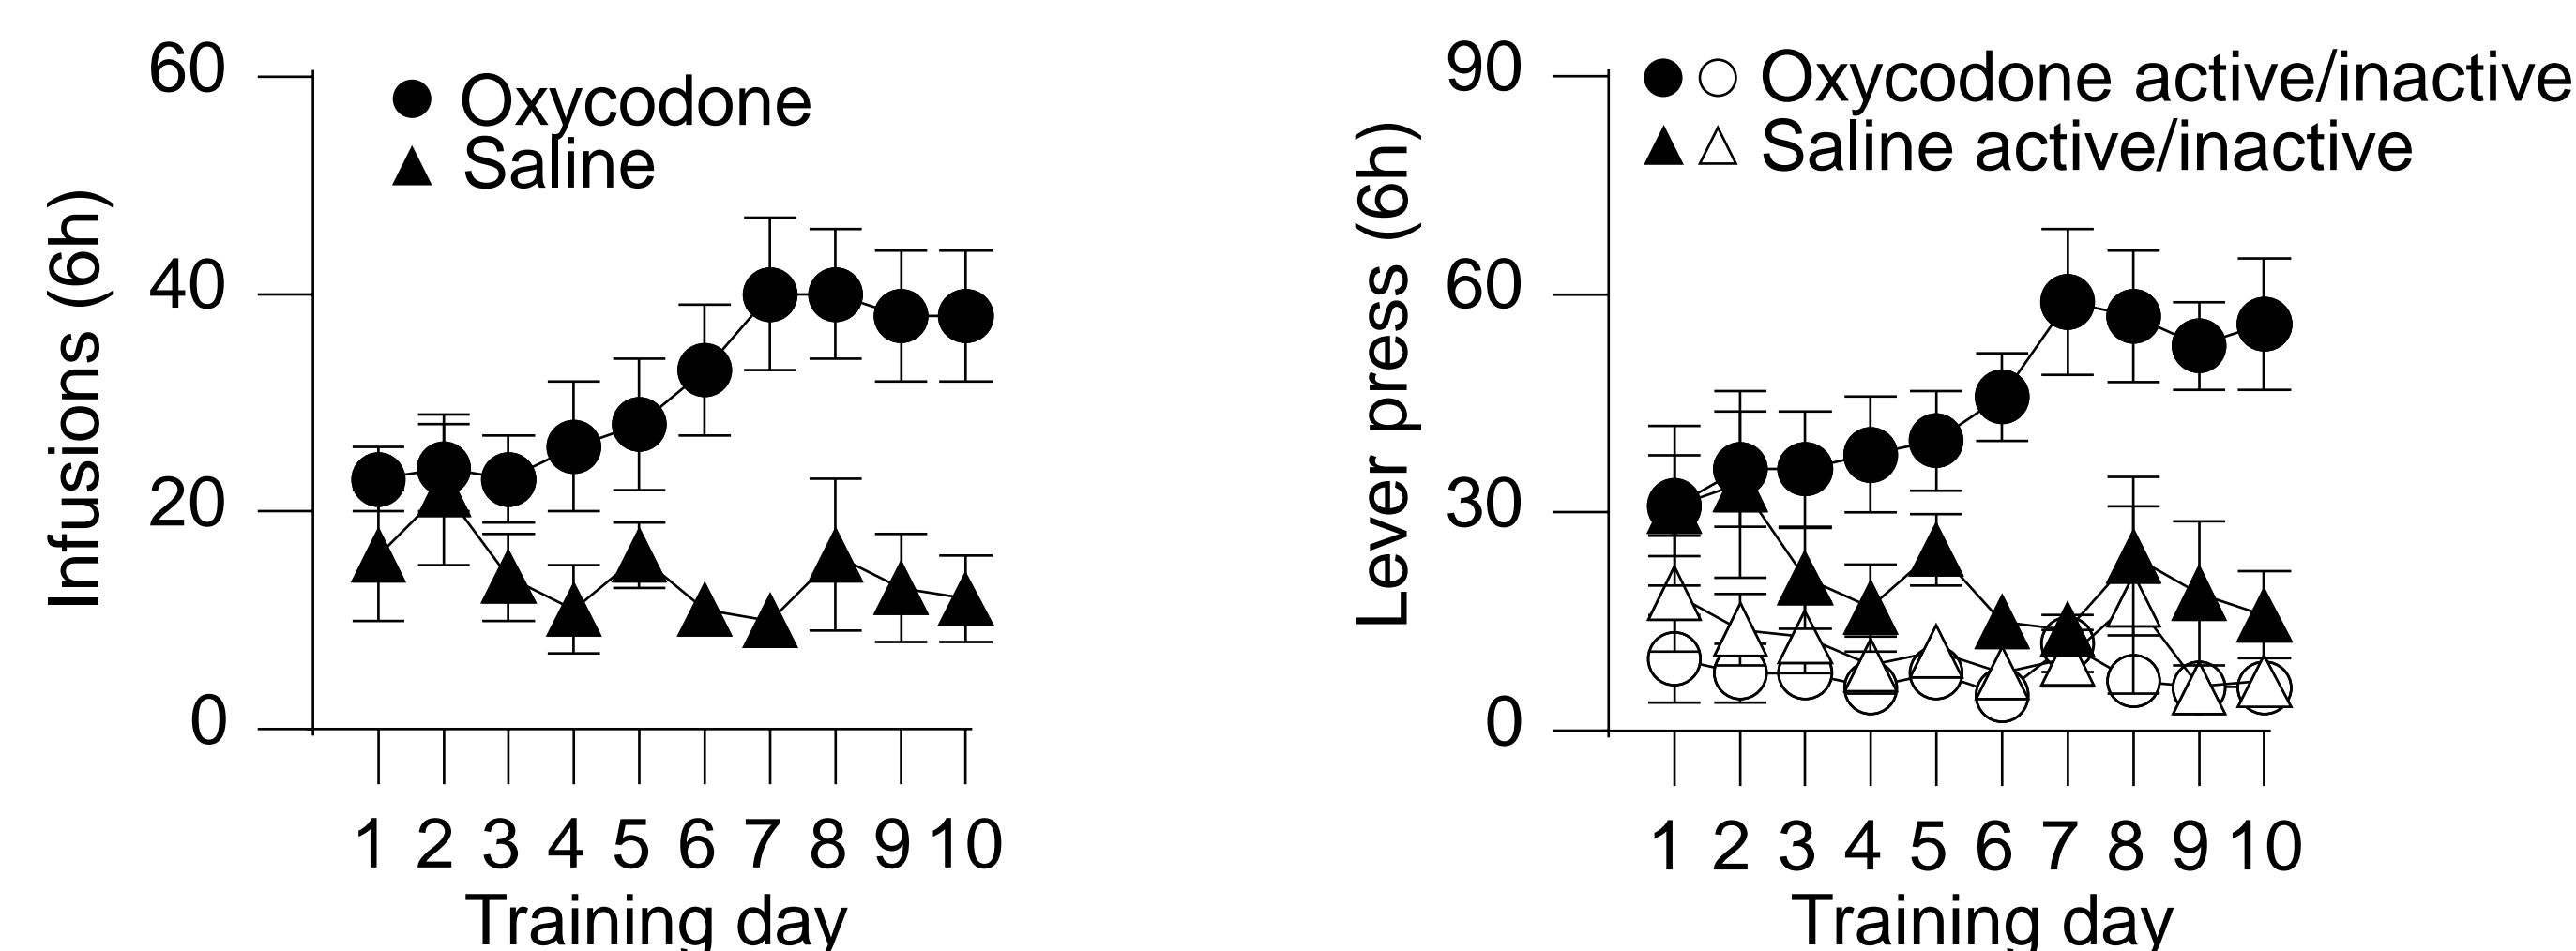 Infusions (6h)
60
40
20
0
Oxycodone
Saline
1 2 3 4 5 6 7 8 9 10
Training day
Lever press (6h)
90
60
30
0
Oxycodone active/inactive
Saline active/inactive
1 2 3 4 5 6 7 8 9 10
Training day